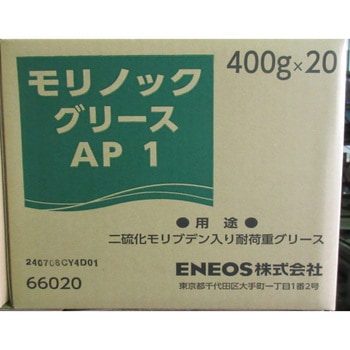 モリノック
グリース
AP 1
400g×20
●用途●
二硫化モリブデン入り耐荷重グリース
240706CY4D01
66020
ENEOS株式会社
東京都千代田区大手町一丁目1番2号